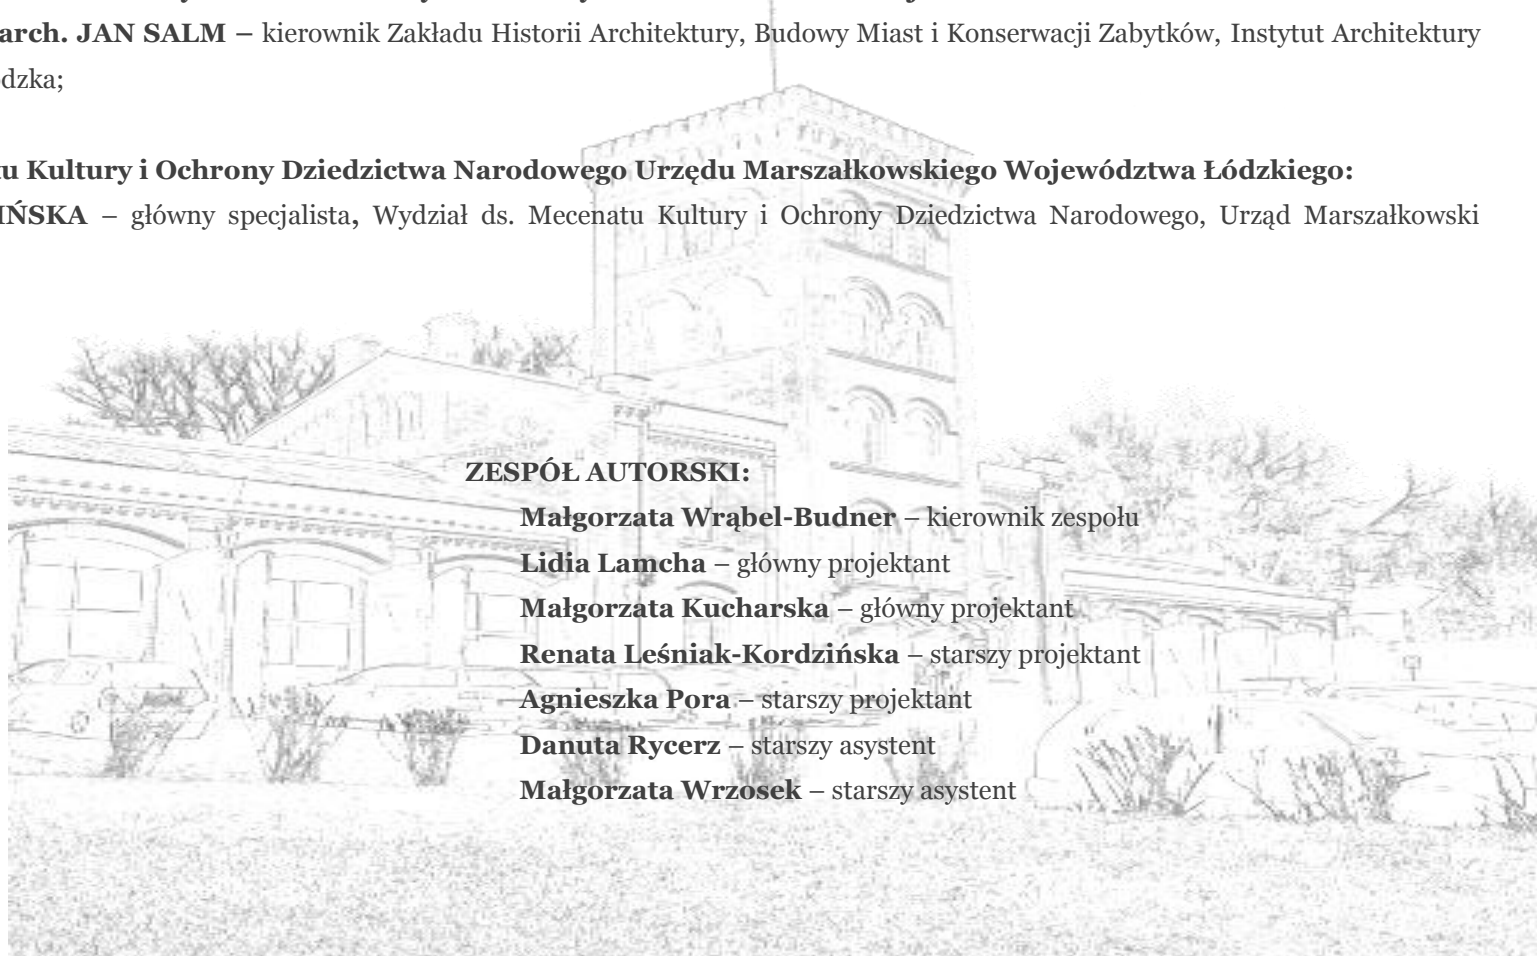 arch. JAN SALM – kierownik Zakładu Historii Architektury, Budowy Miast i Konserwacji Zabytków, Instytut Architektury
dzka;
u Kultury i Ochrony Dziedzictwa Narodowego Urzędu Marszałkowskiego Województwa Łódzkiego:
IŃSKA – główny specjalista, Wydział ds. Mecenatu Kultury i Ochrony Dziedzictwa Narodowego, Urząd Marszałkowski
ZESPÓŁ AUTORSKI:
Małgorzata Wrąbel-Budner – kierownik zespołu
Lidia Lamcha – główny projektant
Małgorzata Kucharska – główny projektant
Renata Leśniak-Kordzińska – starszy projektant
Agnieszka Pora – starszy projektant
Danuta Rycerz – starszy asystent
Małgorzata Wrzosek – starszy asystent